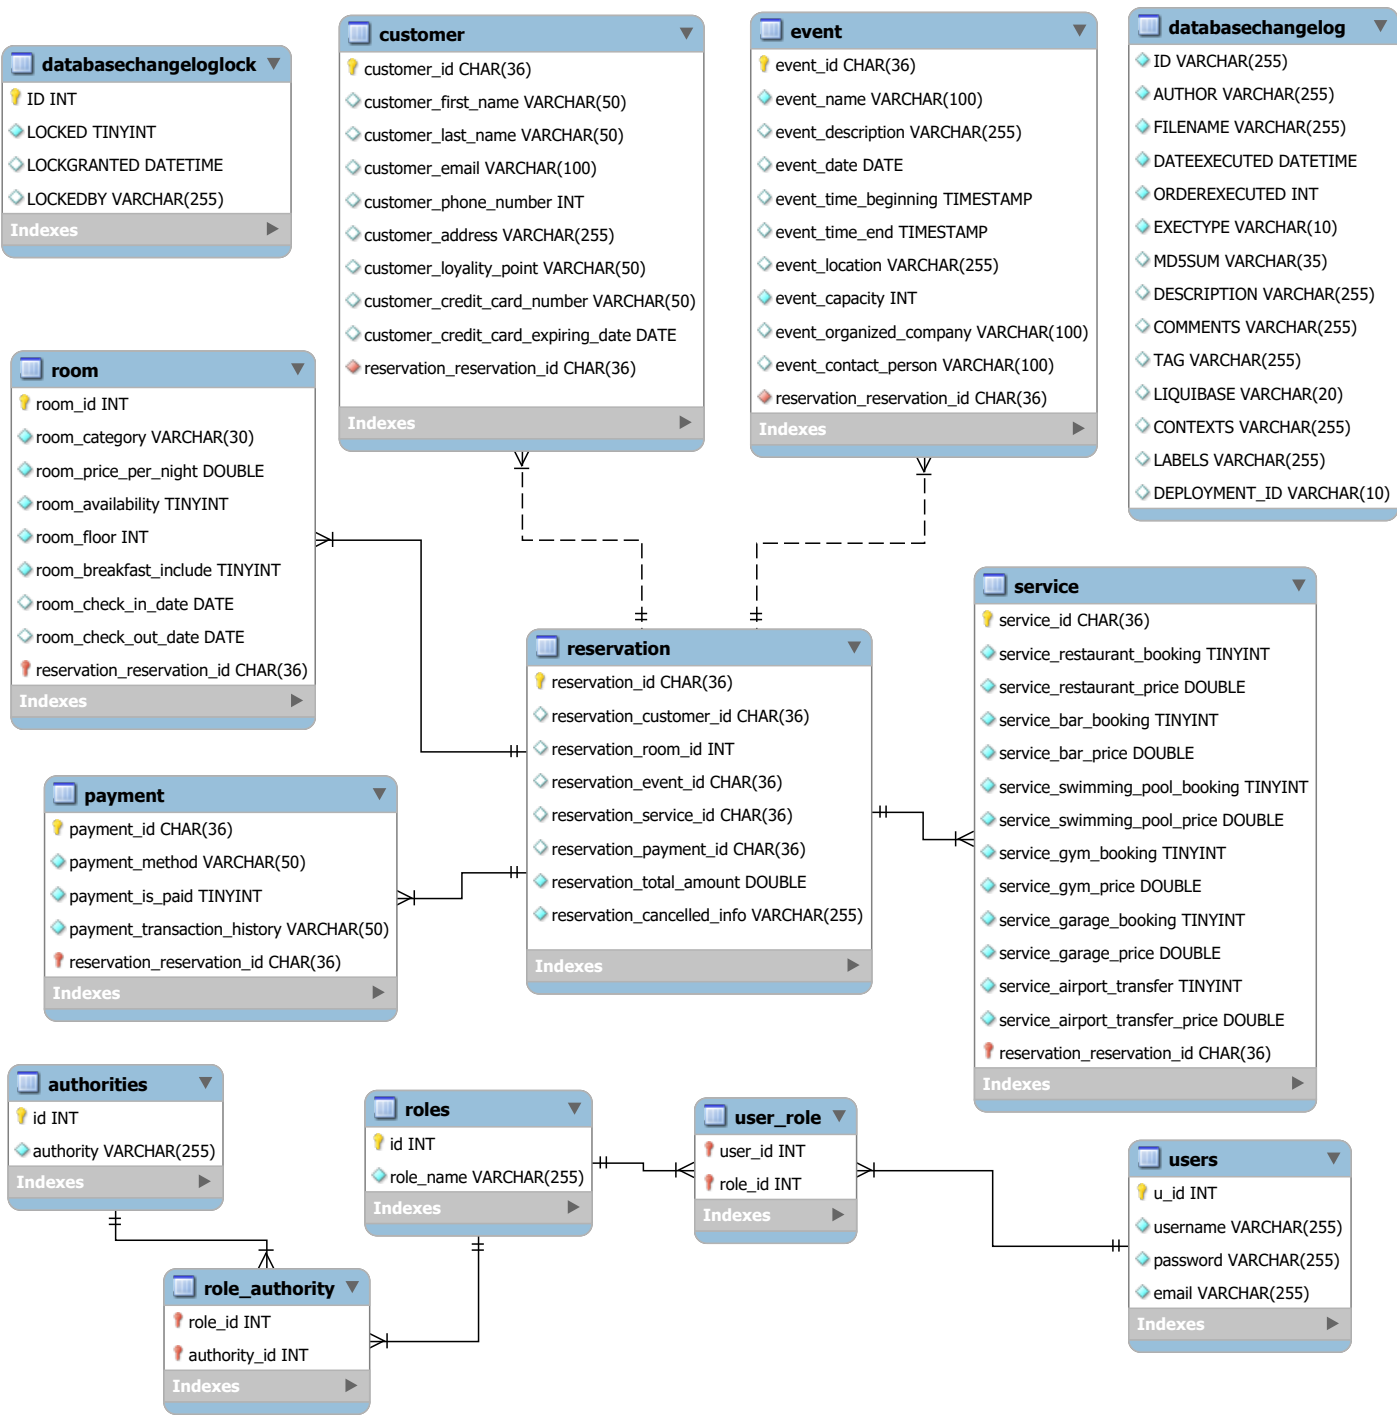 databasechangeloglock
ID INT
LOCKED TINYINT
LOCKGRANTED DATETIME
LOCKEDBY VARCHAR(255)
Indexes
customer
customer_id CHAR(36)
customer_first_name VARCHAR(50)
customer_last_name VARCHAR(50)
customer_email VARCHAR(100)
customer_phone_number INT
customer_address VARCHAR(255)
customer_loyality_point VARCHAR(50)
customer_credit_card_number VARCHAR(50)
customer_credit_card_expiring_date DATE
reservation_reservation_id CHAR(36)
Indexes
event
event_id CHAR(36)
event_name VARCHAR(100)
event_description VARCHAR(255)
event_date DATE
event_time_beginning TIMESTAMP
event_time_end TIMESTAMP
event_location VARCHAR(255)
event_capacity INT
event_organized_company VARCHAR(100)
event_contact_person VARCHAR(100)
reservation_reservation_id CHAR(36)
Indexes
databasechangelog
ID VARCHAR(255)
AUTHOR VARCHAR(255)
FILENAME VARCHAR(255)
DATEEXECUTED DATETIME
ORDEREXECUTED INT
EXECTYPE VARCHAR(10)
MD5SUM VARCHAR(35)
DESCRIPTION VARCHAR(255)
COMMENTS VARCHAR(255)
TAG VARCHAR(255)
LIQUIBASE VARCHAR(20)
CONTEXTS VARCHAR(255)
LABELS VARCHAR(255)
DEPLOYMENT_ID VARCHAR(10)
room
room_id INT
room_category VARCHAR(30)
room_price_per_night DOUBLE
room_availability TINYINT
room_floor INT
room_breakfast_include TINYINT
room_check_in_date DATE
room_check_out_date DATE
reservation_reservation_id CHAR(36)
Indexes
reservation
reservation_id CHAR(36)
reservation_customer_id CHAR(36)
reservation_room_id INT
reservation_event_id CHAR(36)
reservation_service_id CHAR(36)
reservation_payment_id CHAR(36)
reservation_total_amount DOUBLE
reservation_cancelled_info VARCHAR(255)
Indexes
service
service_id CHAR(36)
service_restaurant_booking TINYINT
service_restaurant_price DOUBLE
service_bar_booking TINYINT
service_bar_price DOUBLE
service_swimming_pool_booking TINYINT
service_swimming_pool_price DOUBLE
service_gym_booking TINYINT
service_gym_price DOUBLE
service_garage_booking TINYINT
service_garage_price DOUBLE
service_airport_transfer TINYINT
service_airport_transfer_price DOUBLE
reservation_reservation_id CHAR(36)
Indexes
payment
payment_id CHAR(36)
payment_method VARCHAR(50)
payment_is_paid TINYINT
payment_transaction_history VARCHAR(50)
reservation_reservation_id CHAR(36)
Indexes
authorities
id INT
authority VARCHAR(255)
Indexes
roles
id INT
role_name VARCHAR(255)
Indexes
user_role
user_id INT
role_id INT
Indexes
users
u_id INT
username VARCHAR(255)
password VARCHAR(255)
email VARCHAR(255)
Indexes
role_authority
role_id INT
authority_id INT
Indexes